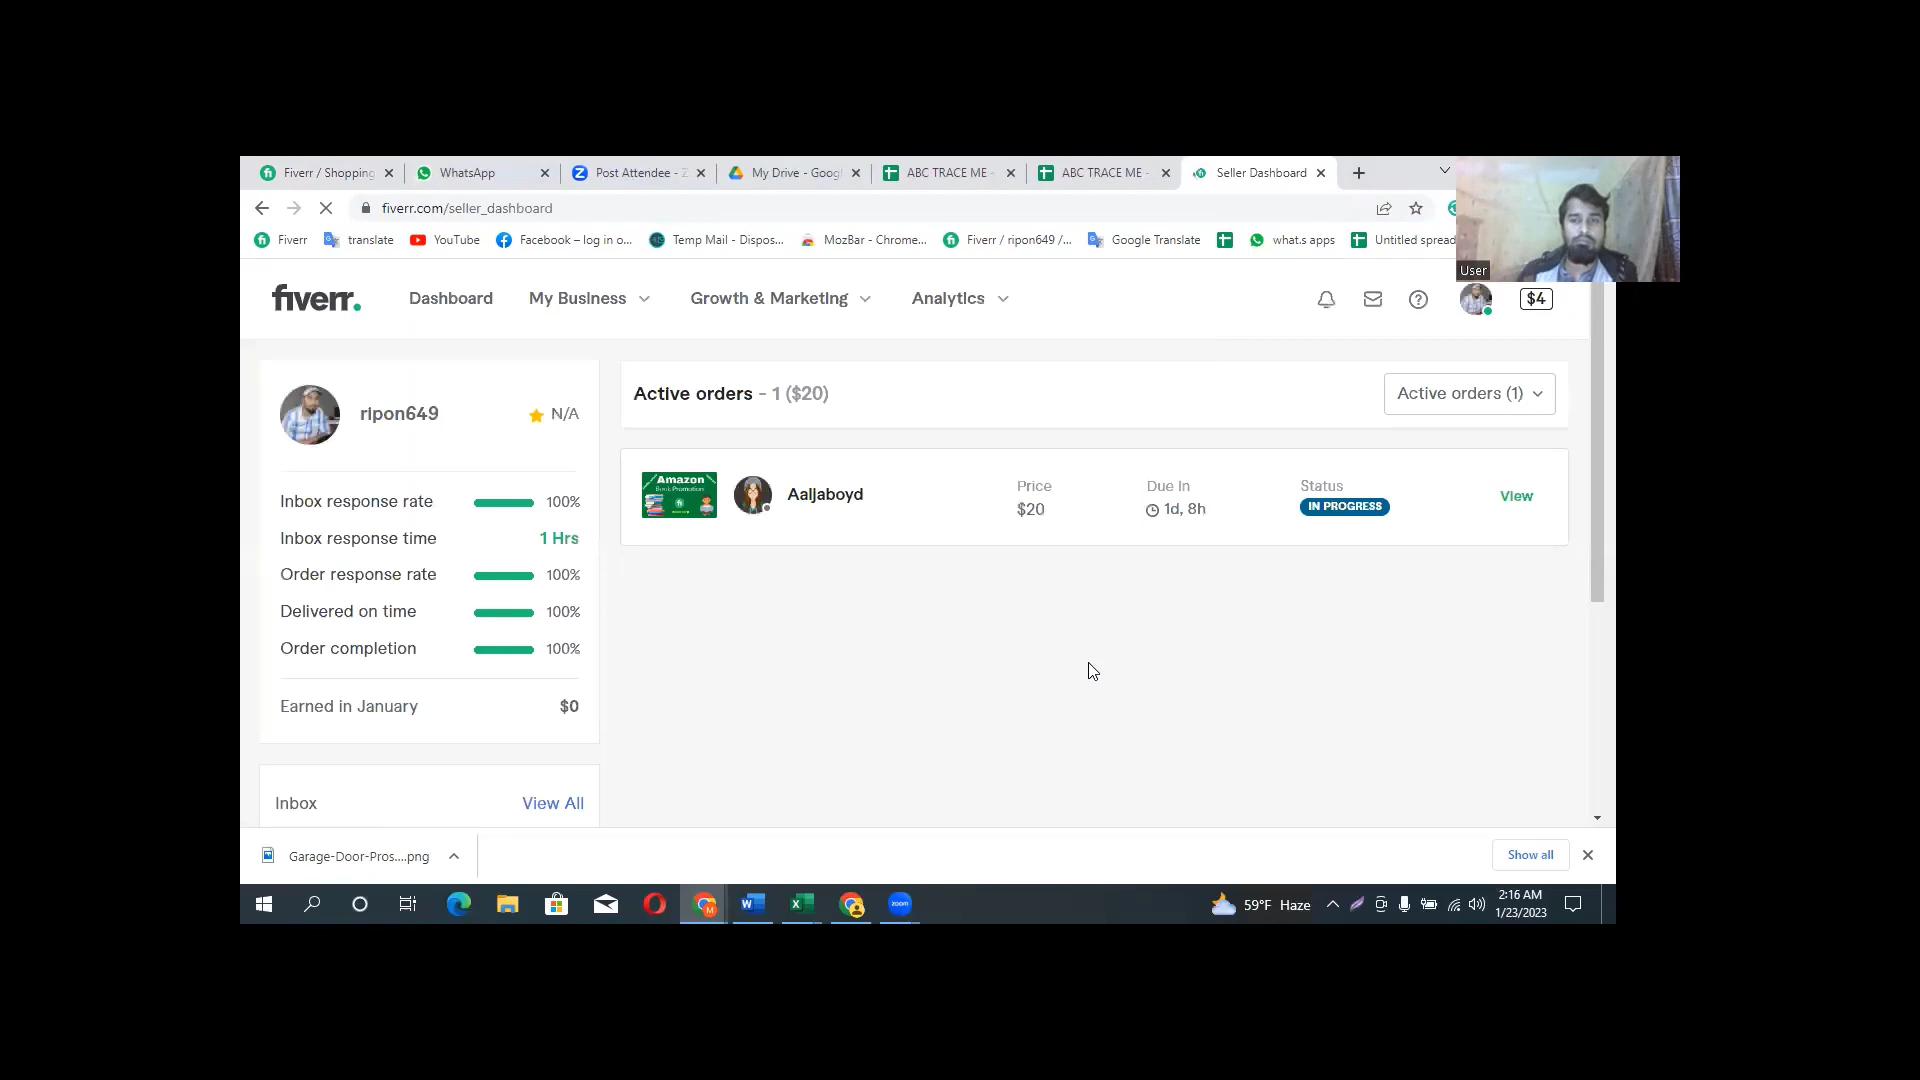 Fiverr / Shopping
WhatsApp
Post Attendee - Z
My Drive - Googl
ABC TRACE ME -
ABC TRACE ME -
Seller Dashboard
fiverr.com/seller_dashboard
Fiverr
translate
YouTube
Facebook – log in o...
Temp Mail - Dispos...
MozBar - Chrome...
Fiverr / ripon649 /...
Google Translate
what.s apps
Untitled spread
User
fiverr.
Dashboard
My Business
Growth & Marketing
Analytics
$4
ripon649
N/A
Inbox response rate 100%
Inbox response time 1 Hrs
Order response rate 100%
Delivered on time 100%
Order completion 100%
Earned in January $0
Inbox View All
Active orders - 1 ($20)
Active orders (1)
Amazon
Book Promotion
Aaljaboyd
Price
$20
Due In
1d, 8h
Status
IN PROGRESS
View
Garage-Door-Pros....png
Show all
zoom
59°F Haze
2:16 AM
1/23/2023